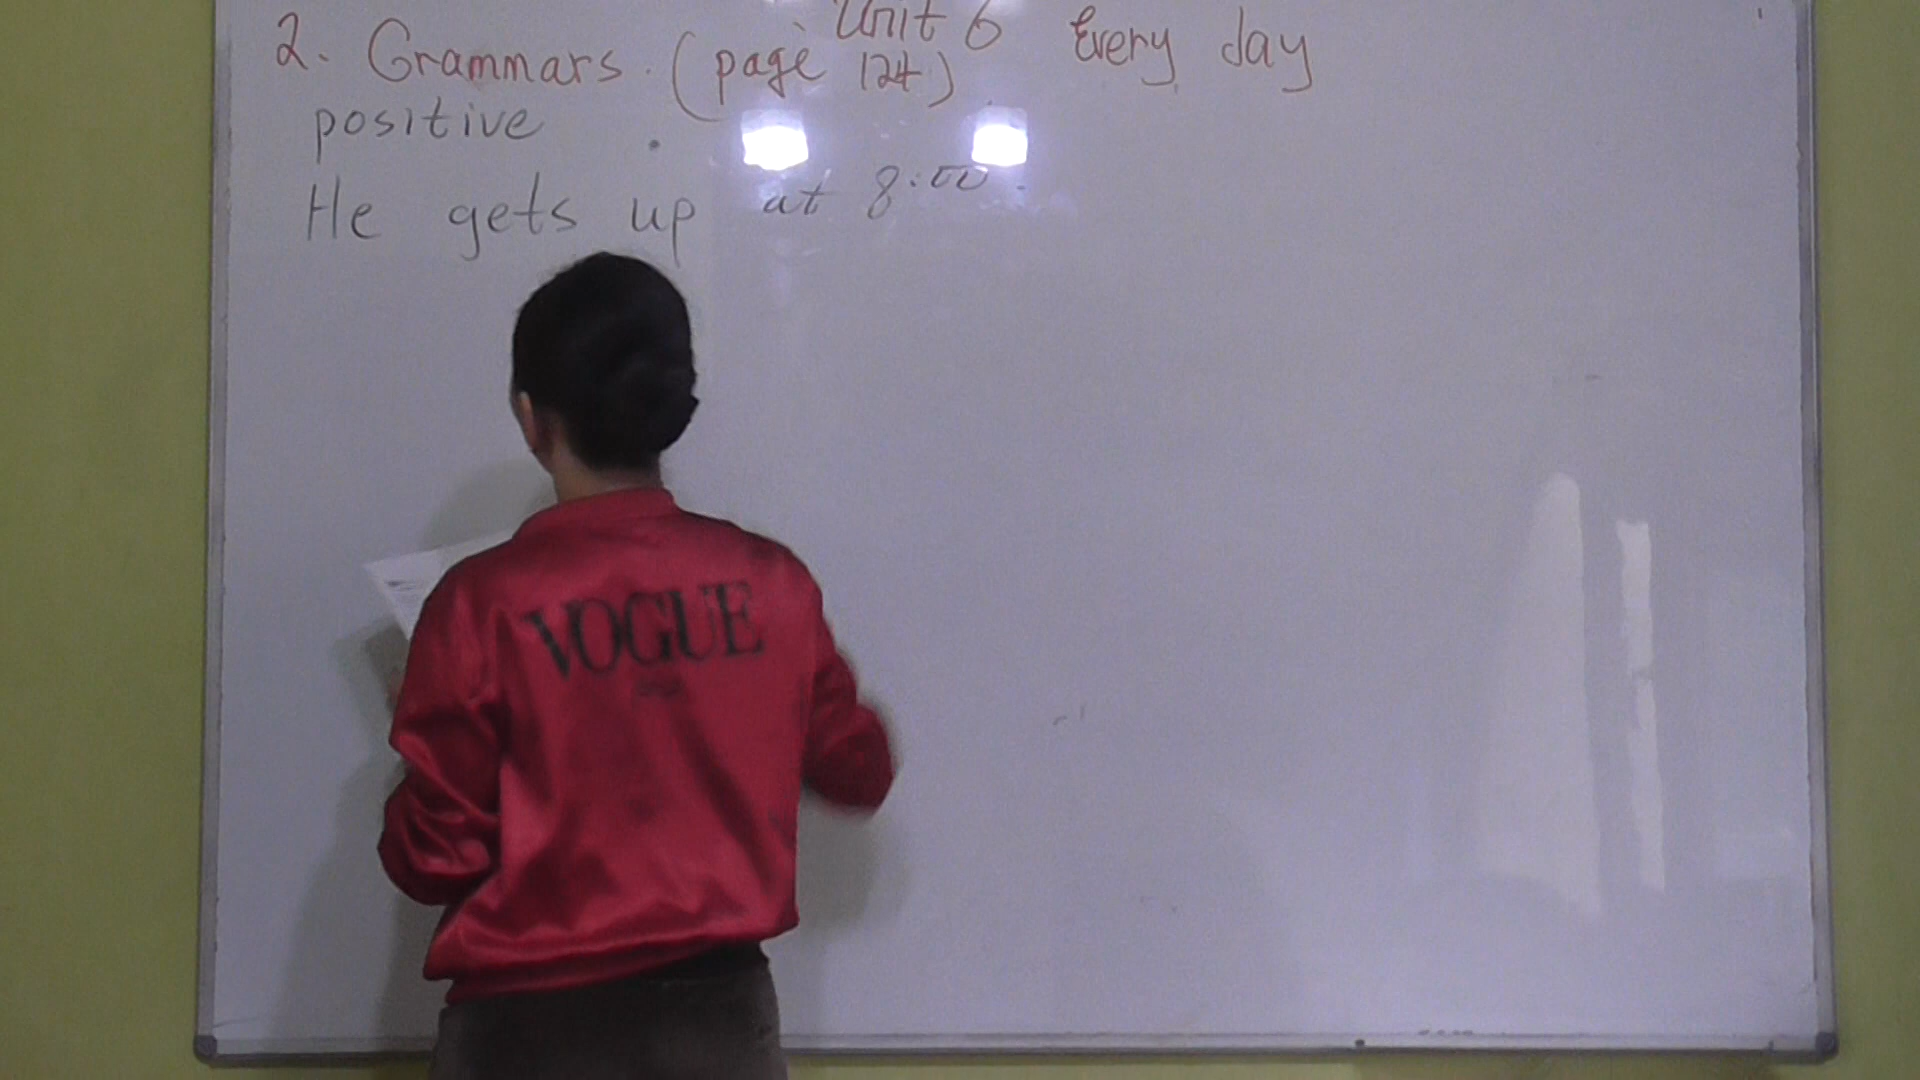 Unit 6 Every day
2. Grammars. (page 124)
positive
He gets up at 8:00.
VOGUE